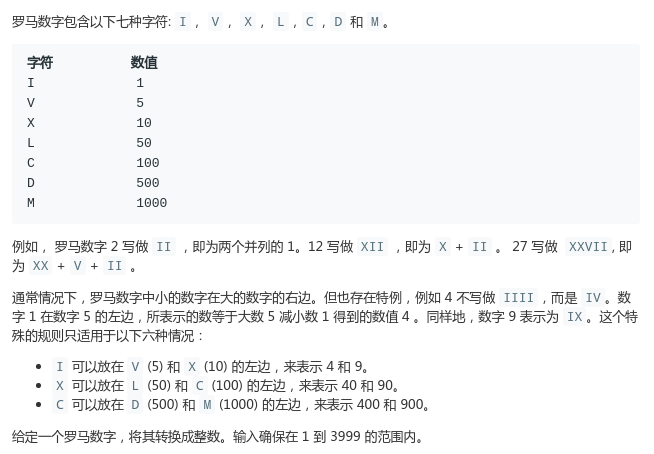 罗马数字包含以下七种字符: I， V， X， L，C，D 和 M。
字符 数值
I 1
V 5
X 10
L 50
C 100
D 500
M 1000
例如， 罗马数字 2 写做 II ，即为两个并列的 1。12 写做 XII ，即为 X + II 。 27 写做 XXVII, 即
为 XX + V + II 。
通常情况下，罗马数字中小的数字在大的数字的右边。但也存在特例，例如 4 不写做 IIII，而是 IV。数
字 1 在数字 5 的左边，所表示的数等于大数 5 减小数 1 得到的数值 4 。同样地，数字 9 表示为 IX。这个特
殊的规则只适用于以下六种情况：
• I 可以放在 V (5) 和 X (10) 的左边，来表示 4 和 9。
• X 可以放在 L (50) 和 C (100) 的左边，来表示 40 和 90。
• C 可以放在 D (500) 和 M (1000) 的左边，来表示 400 和 900。
给定一个罗马数字，将其转换成整数。输入确保在 1 到 3999 的范围内。